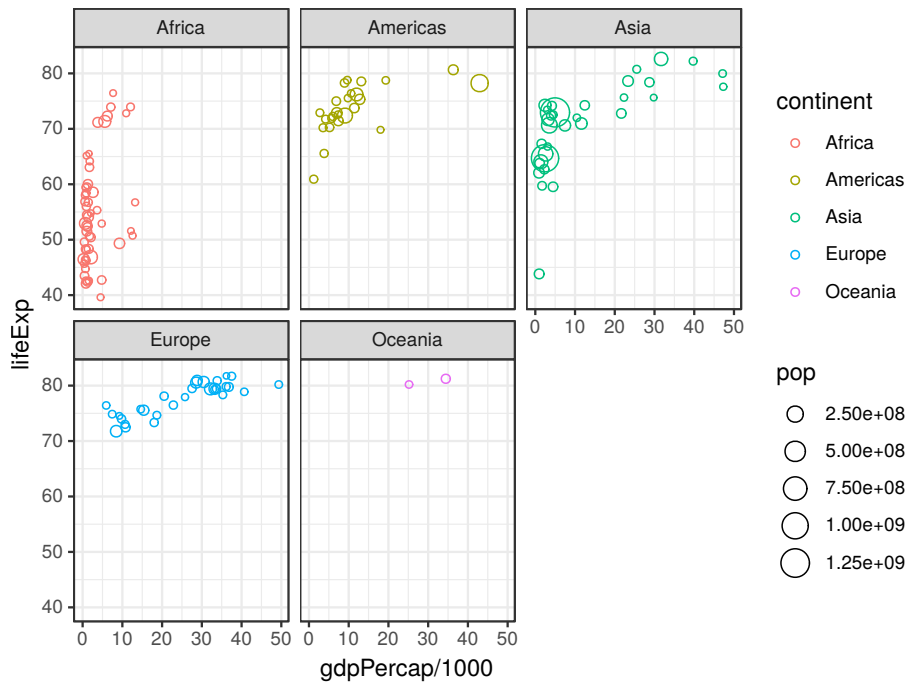 Africa
Americas
Asia
80
70
60
50
40
0 10 20 30 40 50
Europe
Oceania
80
70
60
50
40
0 10 20 30 40 50
0 10 20 30 40 50
gdpPercap/1000
lifeExp
continent
Africa
Americas
Asia
Europe
Oceania
pop
2.50e+08
5.00e+08
7.50e+08
1.00e+09
1.25e+09